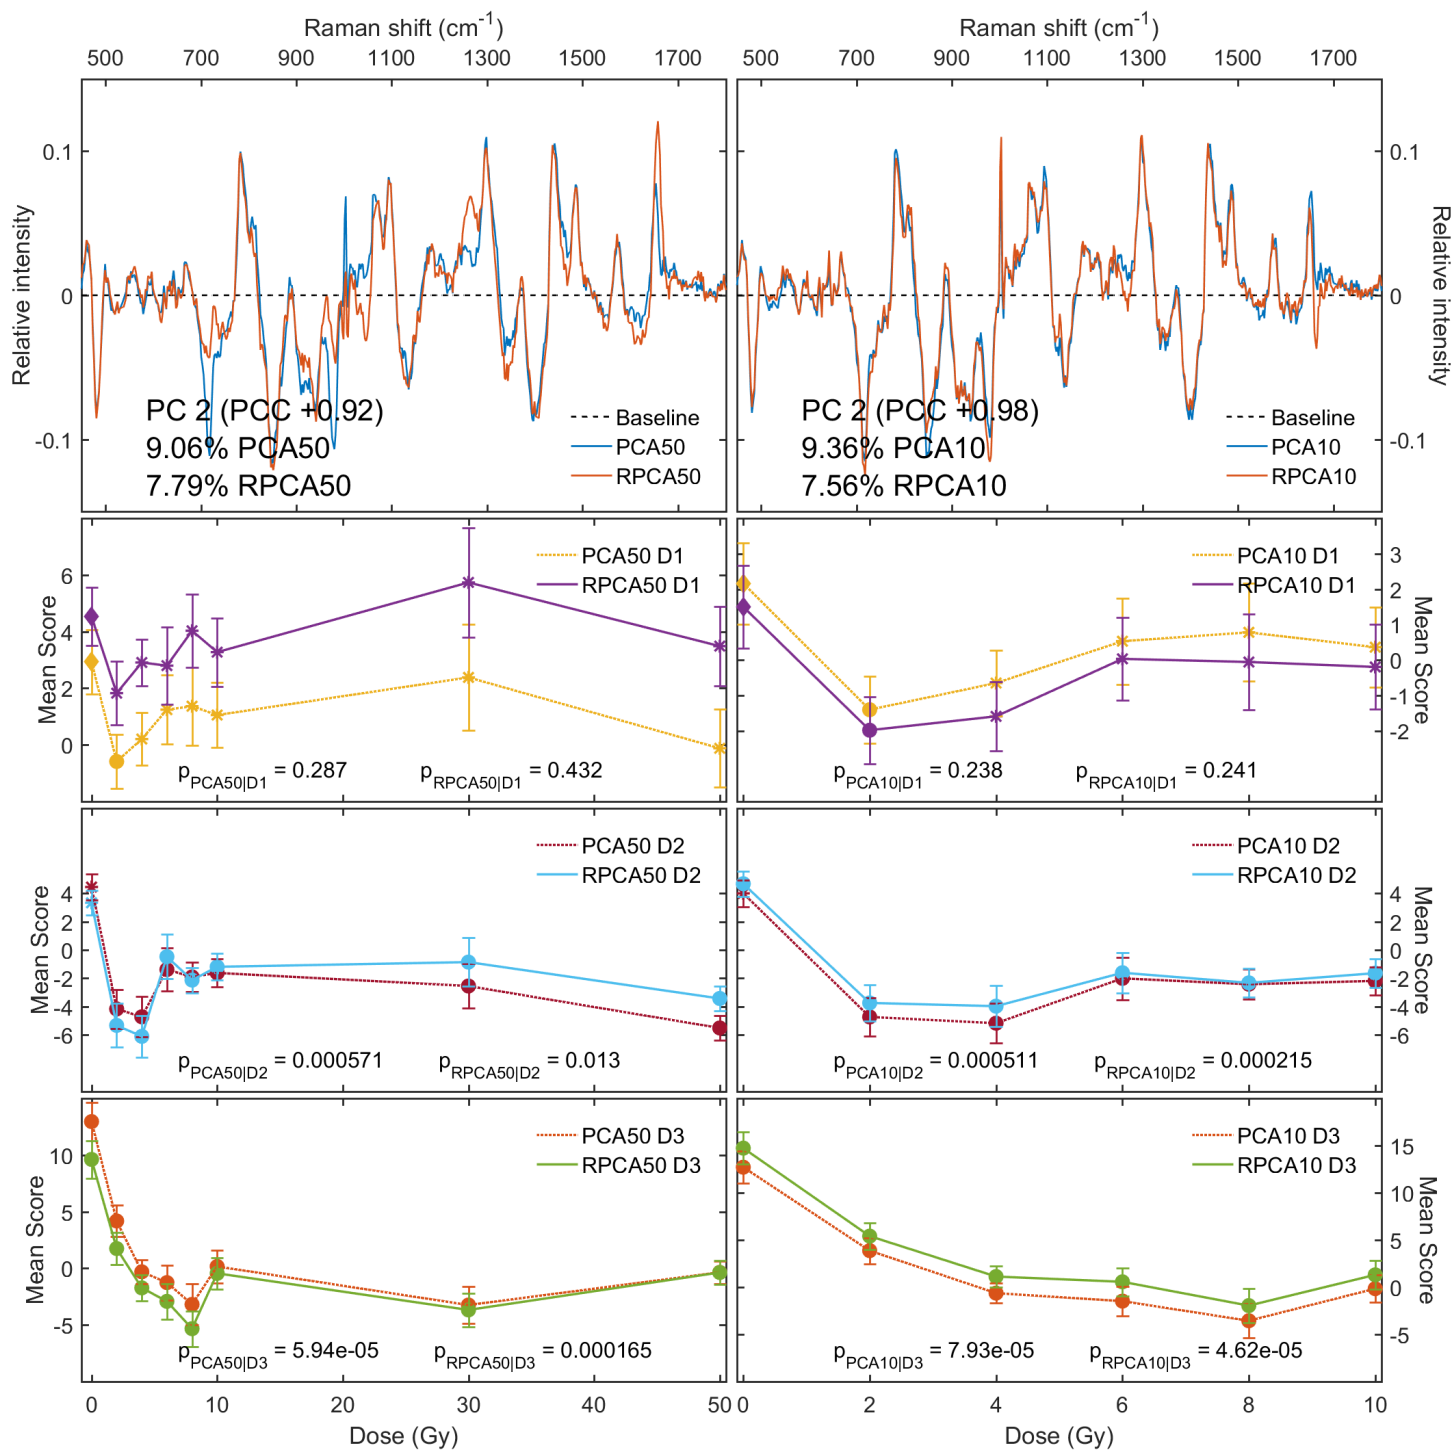 Raman shift (cm-1)
500 700 900 1100 1300 1500 1700
Raman shift (cm-1)
500 700 900 1100 1300 1500 1700
Relative intensity
0.1
0
-0.1
PC 2 (PCC +0.92)
9.06% PCA50
7.79% RPCA50
Baseline
PCA50
RPCA50
PC 2 (PCC +0.98)
9.36% PCA10
7.56% RPCA10
Baseline
PCA10
RPCA10
0.1
0
-0.1
Relative intensity
Mean Score
6
4
2
0
PCA50 D1
RPCA50 D1
pPCA50|D1 = 0.287
pRPCA50|D1 = 0.432
PCA10 D1
RPCA10 D1
pPCA10|D1 = 0.238
pRPCA10|D1 = 0.241
3
2
1
0
-1
-2
Mean Score
Mean Score
4
2
0
-2
-4
-6
PCA50 D2
RPCA50 D2
pPCA50|D2 = 0.000571
pRPCA50|D2 = 0.013
PCA10 D2
RPCA10 D2
pPCA10|D2 = 0.000511
pRPCA10|D2 = 0.000215
4
2
0
-2
-4
-6
Mean Score
Mean Score
10
5
0
-5
PCA50 D3
RPCA50 D3
pPCA50|D3 = 5.94e-05
pRPCA50|D3 = 0.000165
PCA10 D3
RPCA10 D3
pPCA10|D3 = 7.93e-05
pRPCA10|D3 = 4.62e-05
15
10
5
0
-5
Mean Score
0 10 20 30 40 50
Dose (Gy)
0 2 4 6 8 10
Dose (Gy)